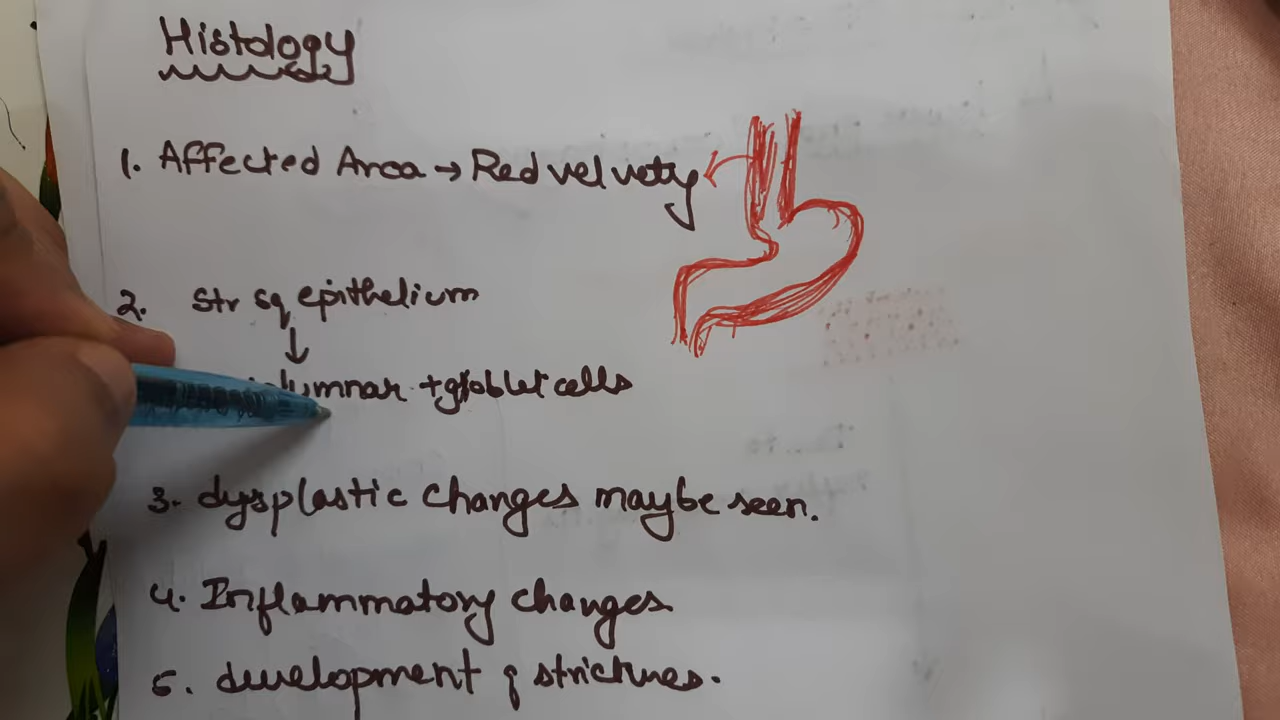 Histology
1. Affected Area → Red velvety
2. Str sq epithelium
↓
+ goblet cells
3. dysplastic changes maybe seen.
4. Inflammatory changes.
5. development of strictures.